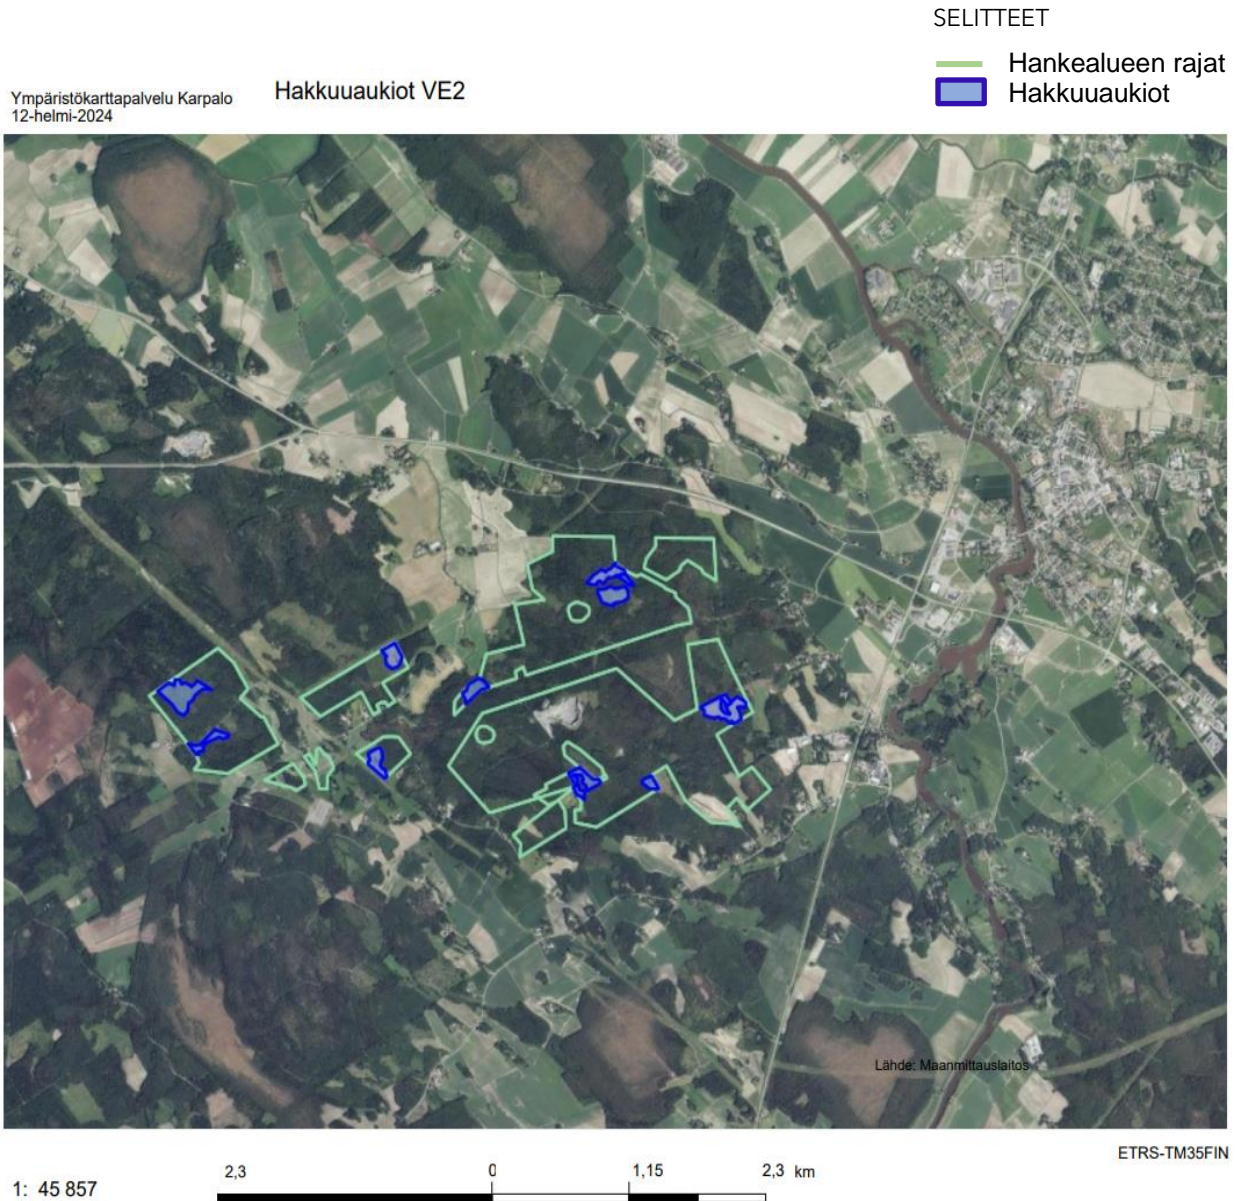 SELITTEET
Hankealueen rajat
Hakkuuaukiot
Ympäristökarttapalvelu Karpalo
12-helmi-2024
Hakkuuaukiot VE2
Lähde: Maanmittauslaitos
ETRS-TM35FIN
1: 45 857
2,3 0 1,15 2,3 km